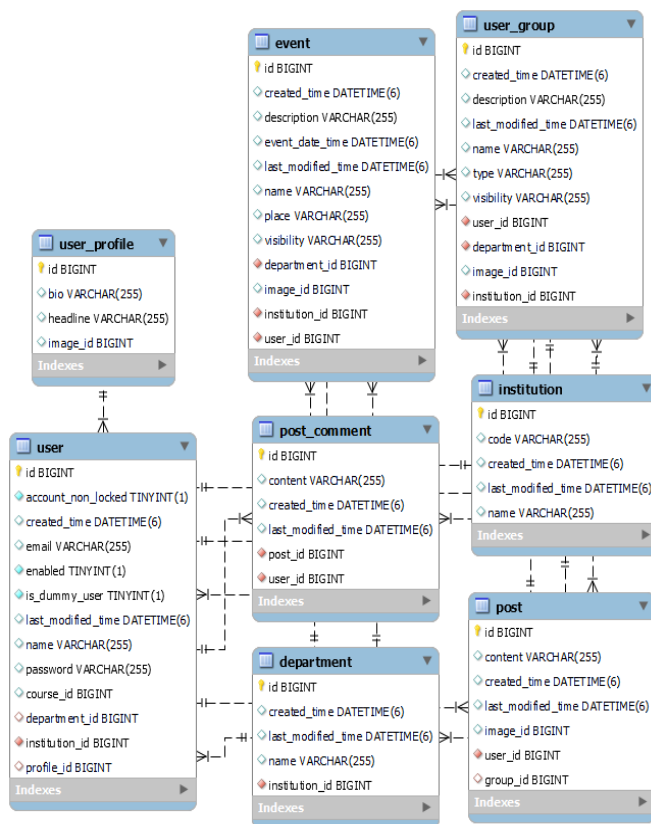 event
id BIGINT
created_time DATETIME(6)
description VARCHAR(255)
event_date_time DATETIME(6)
last_modified_time DATETIME(6)
name VARCHAR(255)
place VARCHAR(255)
visibility VARCHAR(255)
department_id BIGINT
image_id BIGINT
institution_id BIGINT
user_id BIGINT
user_group
id BIGINT
created_time DATETIME(6)
description VARCHAR(255)
last_modified_time DATETIME(6)
name VARCHAR(255)
type VARCHAR(255)
visibility VARCHAR(255)
user_id BIGINT
department_id BIGINT
image_id BIGINT
institution_id BIGINT
Indexes
user_profile
id BIGINT
bio VARCHAR(255)
headline VARCHAR(255)
image_id BIGINT
Indexes
Indexes
institution
id BIGINT
code VARCHAR(255)
created_time DATETIME(6)
last_modified_time DATETIME(6)
name VARCHAR(255)
Indexes
user
id BIGINT
account_non_locked TINYINT(1)
created_time DATETIME(6)
email VARCHAR(255)
enabled TINYINT(1)
is_dummy_user TINYINT(1)
last_modified_time DATETIME(6)
name VARCHAR(255)
password VARCHAR(255)
course_id BIGINT
department_id BIGINT
institution_id BIGINT
profile_id BIGINT
Indexes
post_comment
id BIGINT
content VARCHAR(255)
created_time DATETIME(6)
last_modified_time DATETIME(6)
post_id BIGINT
user_id BIGINT
Indexes
department
id BIGINT
created_time DATETIME(6)
last_modified_time DATETIME(6)
name VARCHAR(255)
institution_id BIGINT
Indexes
post
id BIGINT
content VARCHAR(255)
created_time DATETIME(6)
last_modified_time DATETIME(6)
image_id BIGINT
user_id BIGINT
group_id BIGINT
Indexes